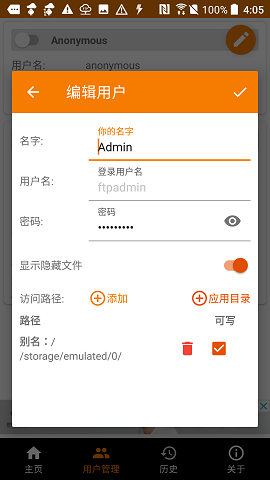 100% 4:05
Anonymous
用户名: anonymous
编辑用户
你的名字
名字: Admin
登录用户名
用户名: ftpadmin
密码
密码: •••••••••
显示隐藏文件
访问路径: 添加 应用目录
路径 可写
别名：/
/storage/emulated/0/
主页 用户管理 历史 关于